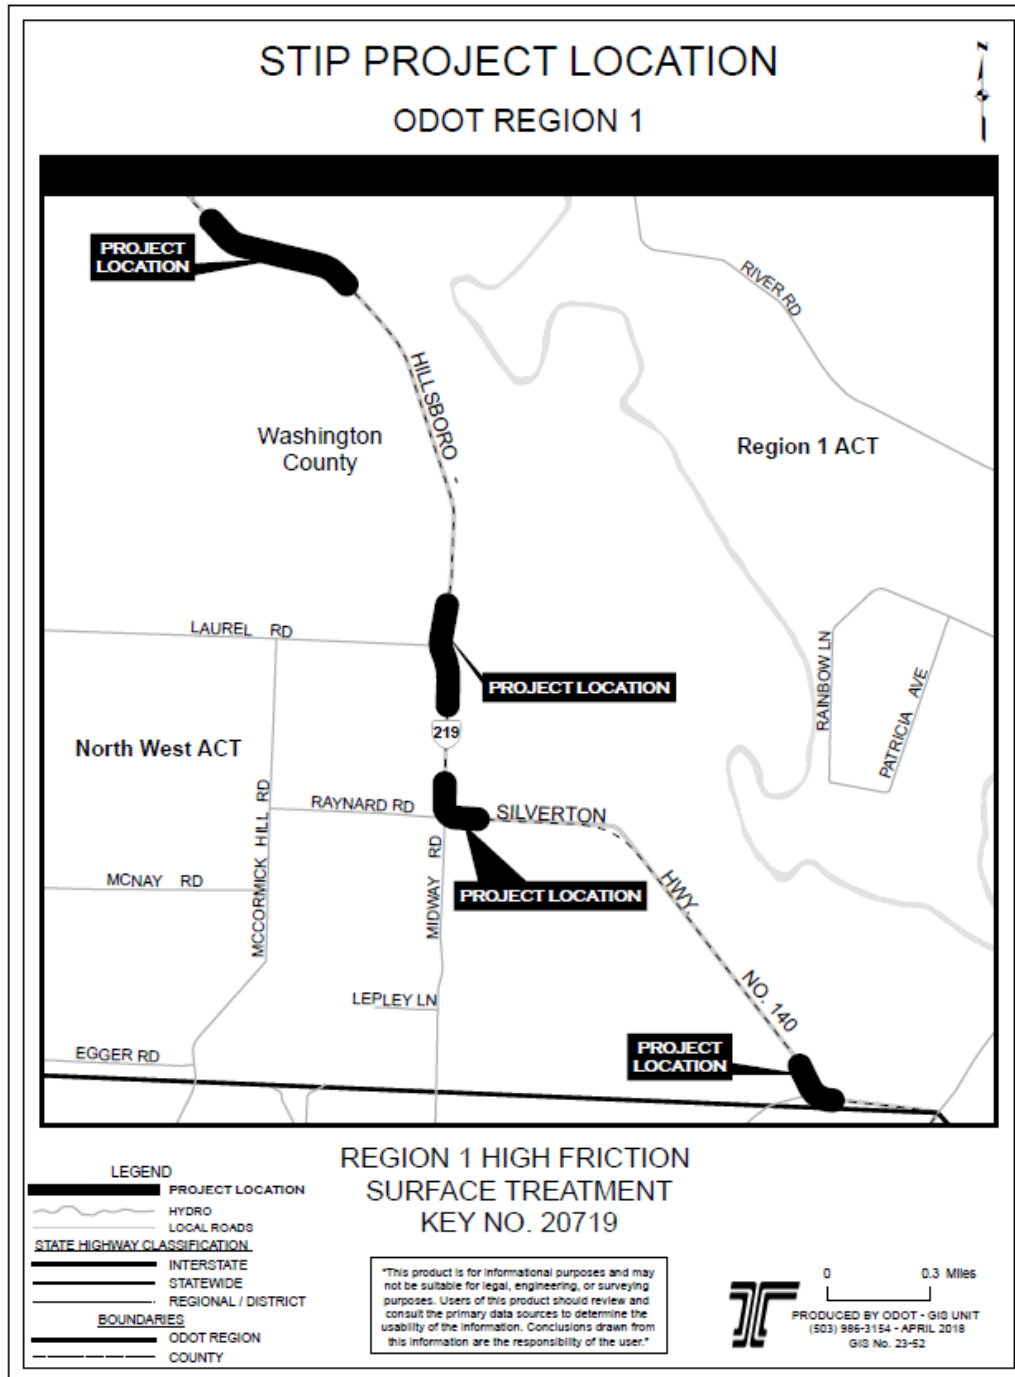 STIP PROJECT LOCATION
ODOT REGION 1
N
PROJECT
LOCATION
RIVER RD
HILLSBORO -
Washington
County
Region 1 ACT
LAUREL RD
PROJECT LOCATION
RAINBOW LN
PATRICIA AVE
219
North West ACT
RAYNARD RD
SILVERTON
MCCORMICK HILL RD
MIDWAY RD
MCNAY RD
PROJECT LOCATION
HWY.
NO. 140
LEPLEY LN
PROJECT
LOCATION
EGGER RD
REGION 1 HIGH FRICTION
SURFACE TREATMENT
KEY NO. 20719
LEGEND
PROJECT LOCATION
HYDRO
LOCAL ROADS
STATE HIGHWAY CLASSIFICATION
INTERSTATE
STATEWIDE
REGIONAL / DISTRICT
BOUNDARIES
ODOT REGION
COUNTY
"This product is for informational purposes and may
not be suitable for legal, engineering, or surveying
purposes. Users of this product should review and
consult the primary data sources to determine the
usability of the information. Conclusions drawn from
this information are the responsibility of the user."
0 0.3 Miles
PRODUCED BY ODOT - GIS UNIT
(503) 986-3154 - APRIL 2018
GIS No. 23-52